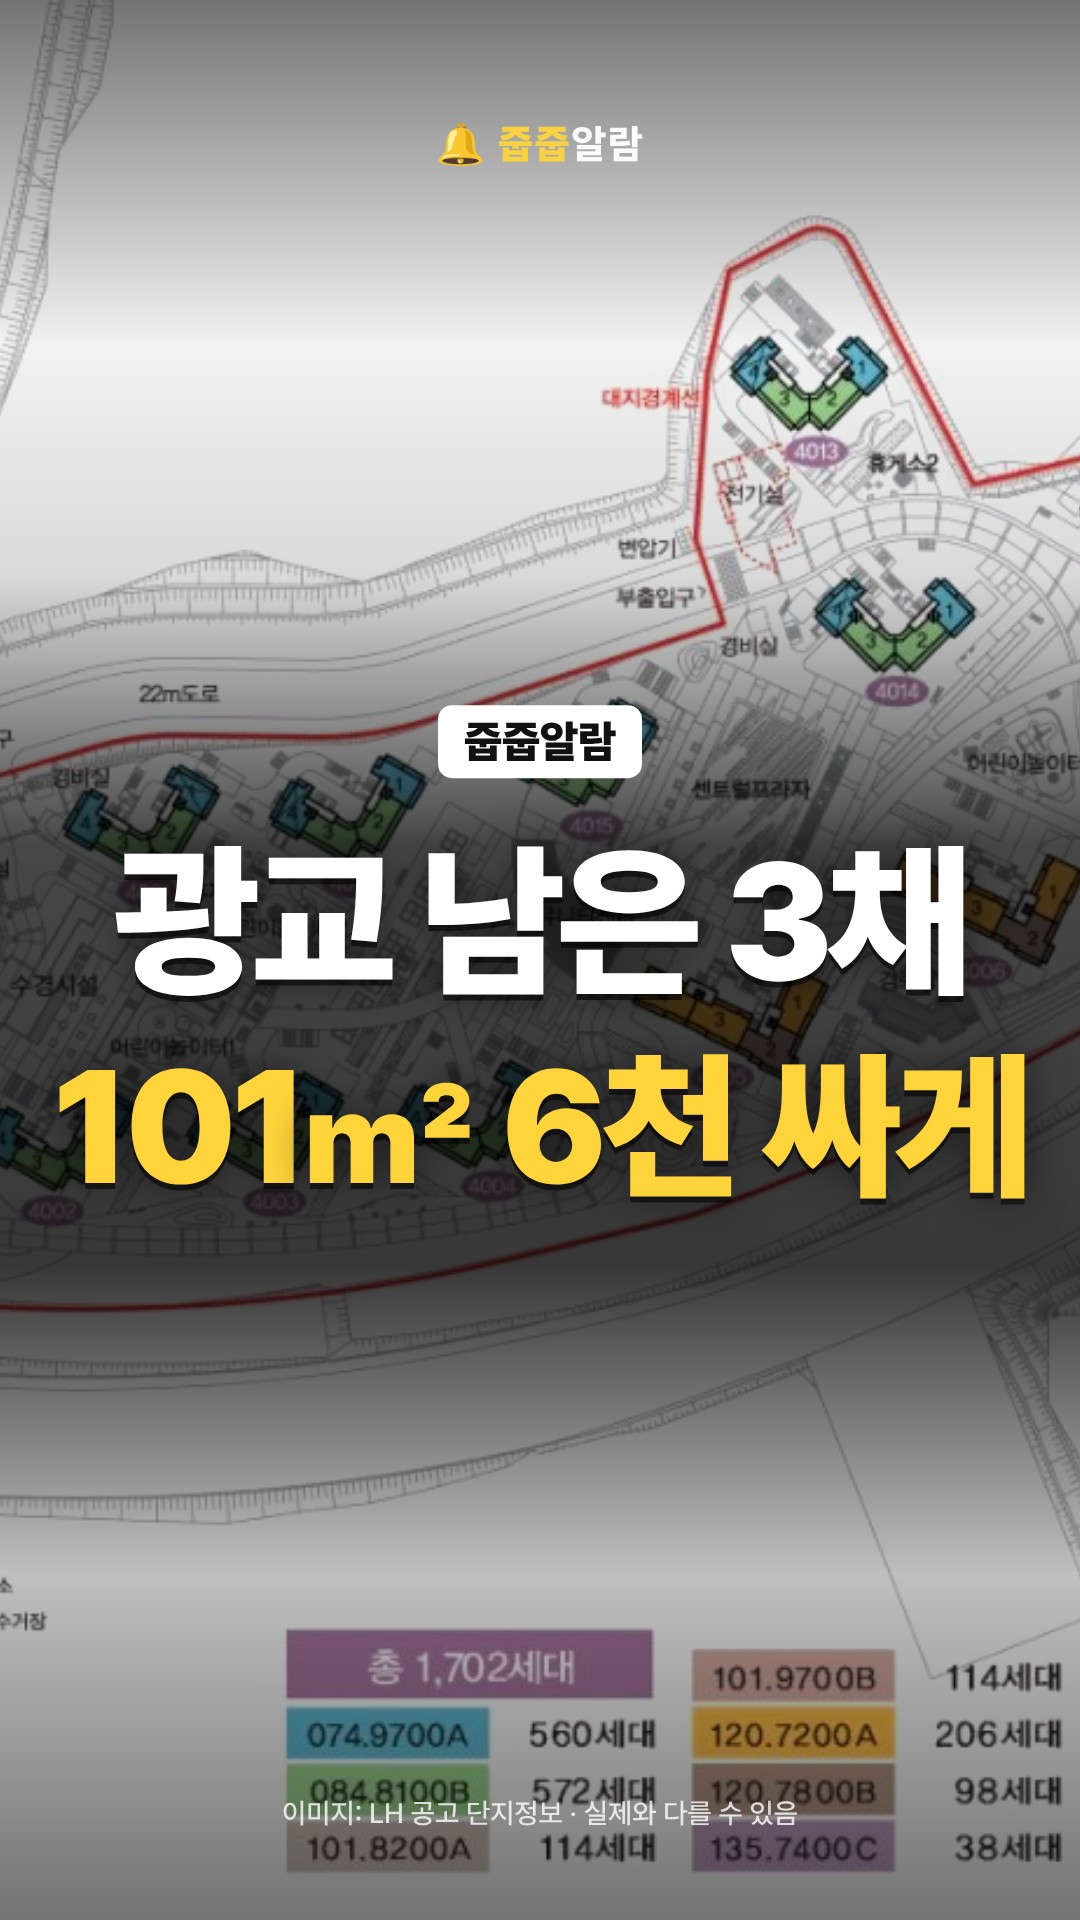 줍줍알람
대지경계선
4013
휴게소2
전기실
변압기
부출입구
경비실
4014
22m도로
줍줍알람
경비실
어린이놀이터
센트럴프라자
4015
광교 남은 3채
수경시설
어린이놀이터1
101m² 6천 싸게
4002
4003
4004
수거장
총 1,702세대
101.9700B 114세대
074.9700A 560세대
120.7200A 206세대
084.8100B 572세대
120.7800B 98세대
이미지: LH 공고 단지정보 · 실제와 다를 수 있음
101.8200A 114세대
135.7400C 38세대